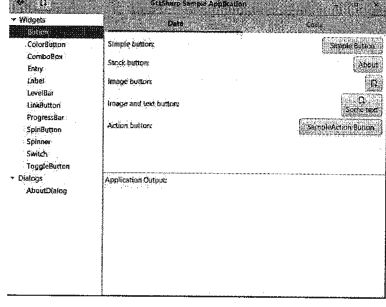 GtkSharp Sample Application
Widgets
Button
ColorButton
ComboBox
Entry
Label
LevelBar
LinkButton
ProgressBar
SpinButton
Spinner
Switch
ToggleButton
Dialogs
AboutDialog
Date
Code
Simple button:
Simple Button
Stock button:
About
Image button:
Image and text button:
Some text
Action button:
SampleAction Button
Application Output: